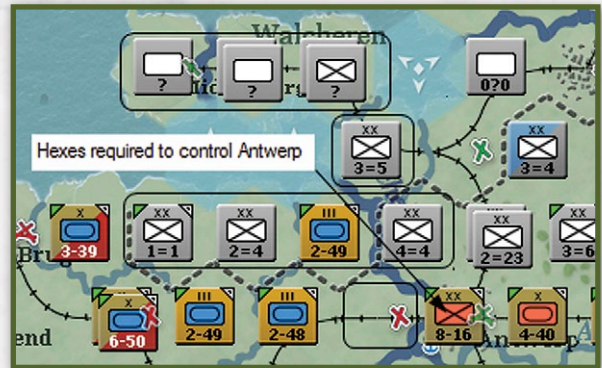 Walcheren
?
?
?
0?0
Hexes required to control Antwerp
XX
3=5
XX
3=4
X
3-39
XX
1=1
XX
2=4
III
2-49
XX
4=4
XX
2=23
XX
3=6
Brug
X
6-50
III
2-49
III
2-48
XX
8-16
X
4-40
end
Antwerp